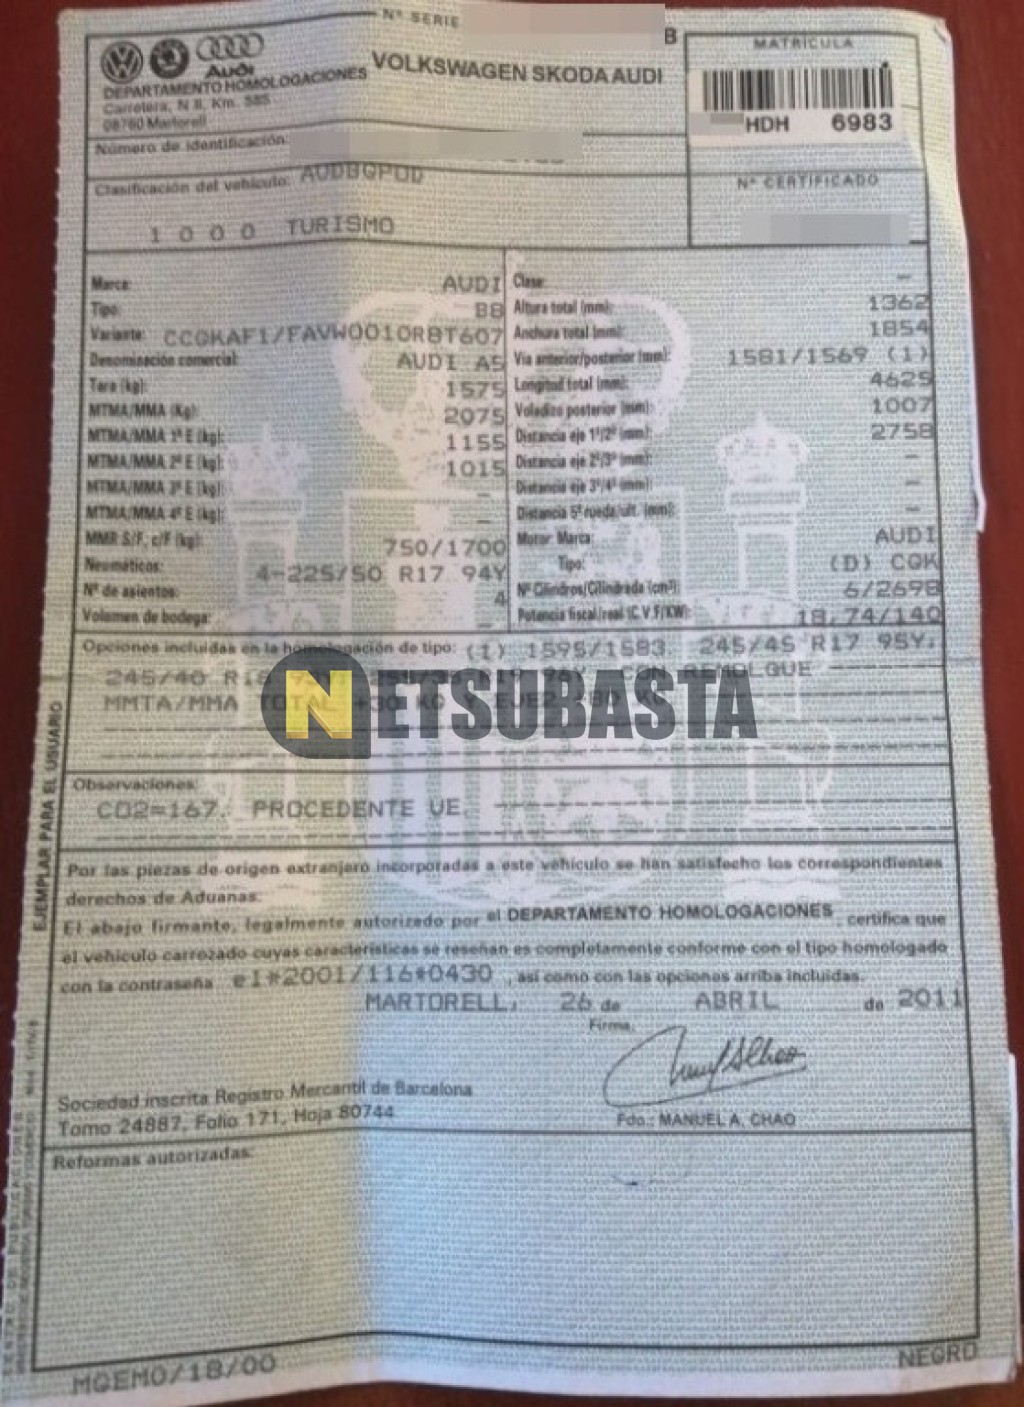 Nº SERIE
B
MATRICULA
Audi
DEPARTAMENTO HOMOLOGACIONES
Carretera, N II, Km. 585
08760 Martorell
VOLKSWAGEN SKODA AUDI
HDH 6983
Número de identificación:
Clasificación del vehículo: AUDBGPUD
Nº CERTIFICADO
1000 TURISMO
Marca: AUDI
Clase: -
Tipo: B8
Altura total (mm): 1362
Variante: CCGKAF1/FAVW0010R8T607
Anchura total (mm): 1854
Denominación comercial: AUDI A5
Vía anterior/posterior (mm): 1581/1569 (1)
Tara (kg): 1575
Longitud total (mm): 4625
MTMA/MMA (Kg): 2075
Voladizo posterior (mm): 1007
MTMA/MMA 1º E (kg): 1155
Distancia eje 1º/2º (mm): 2758
MTMA/MMA 2º E (kg): 1015
Distancia eje 2º/3º (mm): -
MTMA/MMA 3º E (kg): -
Distancia eje 3º/4º (mm): -
MTMA/MMA 4º E (kg): -
Distancia 5ª rueda/ult. (mm): -
MMR S/F, c/F (kg): 750/1700
Motor Marca: AUDI
Neumáticos: 4-225/50 R17 94Y
Tipo: (D) CGK
Nº de asientos: 4
Nº Cilindros/Cilindrada (cm³): 6/2698
Volumen de bodega: -
Potencia fiscal/real (C.V.F/KW): 18,74/140
Opciones incluidas en la homologación de tipo: (1) 1595/1583. 245/45 R17 95Y,
245/40 R18 CON REMOLQUE
MMTA/MMA TOTAL +30 KG Y EJE2
NETSUBASTA
Observaciones:
CO2=167. PROCEDENTE UE.
Por las piezas de origen extranjero incorporadas a este vehículo se han satisfecho los correspondientes
derechos de Aduanas.
El abajo firmante, legalmente autorizado por el DEPARTAMENTO HOMOLOGACIONES, certifica que
el vehículo carrozado cuyas características se reseñan es completamente conforme con el tipo homologado
con la contraseña e1*2001/116*0430, así como con las opciones arriba incluidas.
MARTORELL, 26 de ABRIL de 2011
Firma,
Sociedad inscrita Registro Mercantil de Barcelona
Tomo 24887, Folio 171, Hoja 80744
Fdo.: MANUEL A. CHAO
Reformas autorizadas:
EJEMPLAR PARA EL USUARIO
MGEMO/18/00
NEGRO